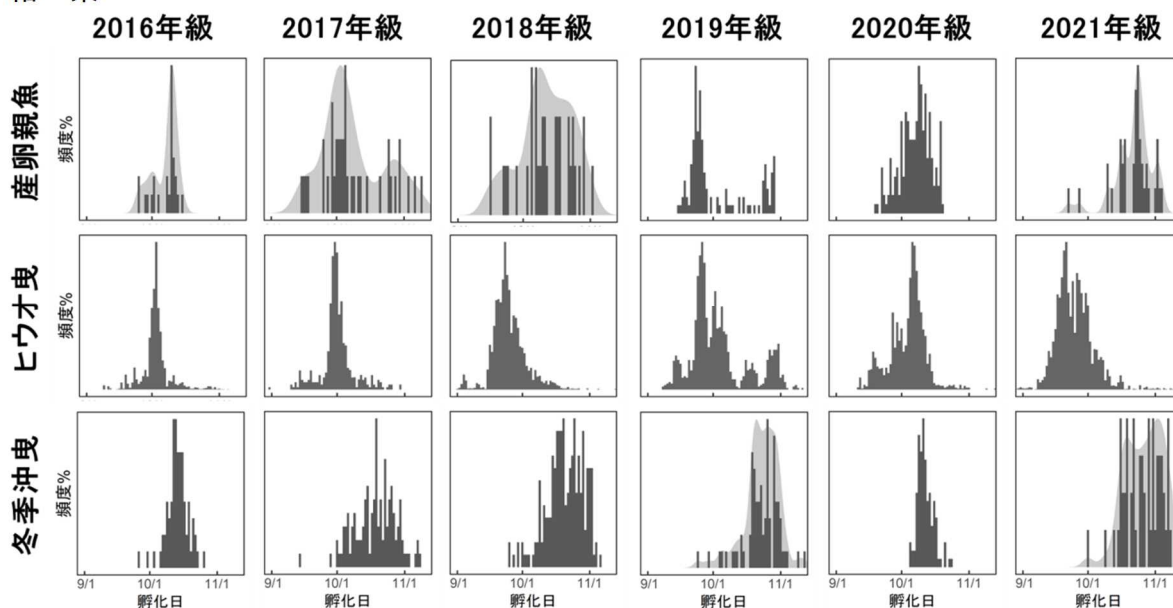 2016年級 2017年級 2018年級 2019年級 2020年級 2021年級
産卵親魚
頻度%
ヒウオ曳
頻度%
冬季沖曳
頻度%
9/1 10/1 11/1 9/1 10/1 11/1 9/1 10/1 11/1 9/1 10/1 11/1 9/1 10/1 11/1 9/1 10/1 11/1
孵化日 孵化日 孵化日 孵化日 孵化日 孵化日